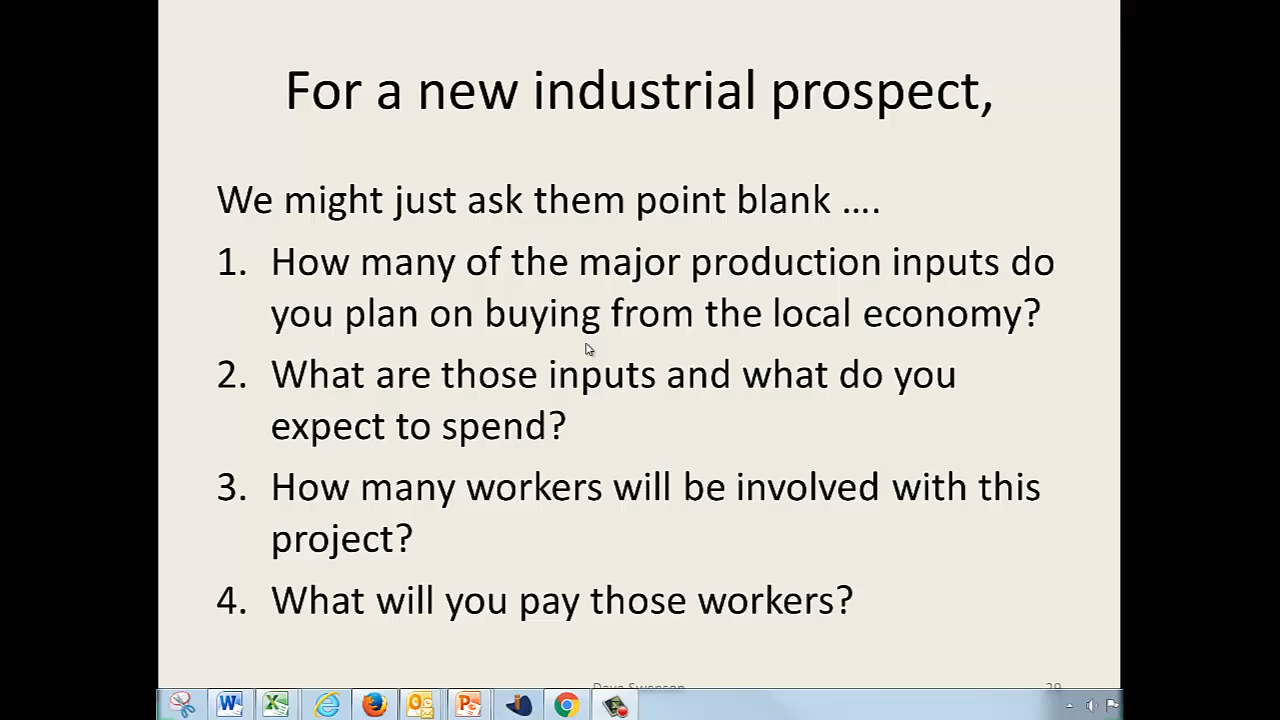 For a new industrial prospect,
We might just ask them point blank ....
1. How many of the major production inputs do
you plan on buying from the local economy?
2. What are those inputs and what do you
expect to spend?
3. How many workers will be involved with this
project?
4. What will you pay those workers?
Dave Swenson
29